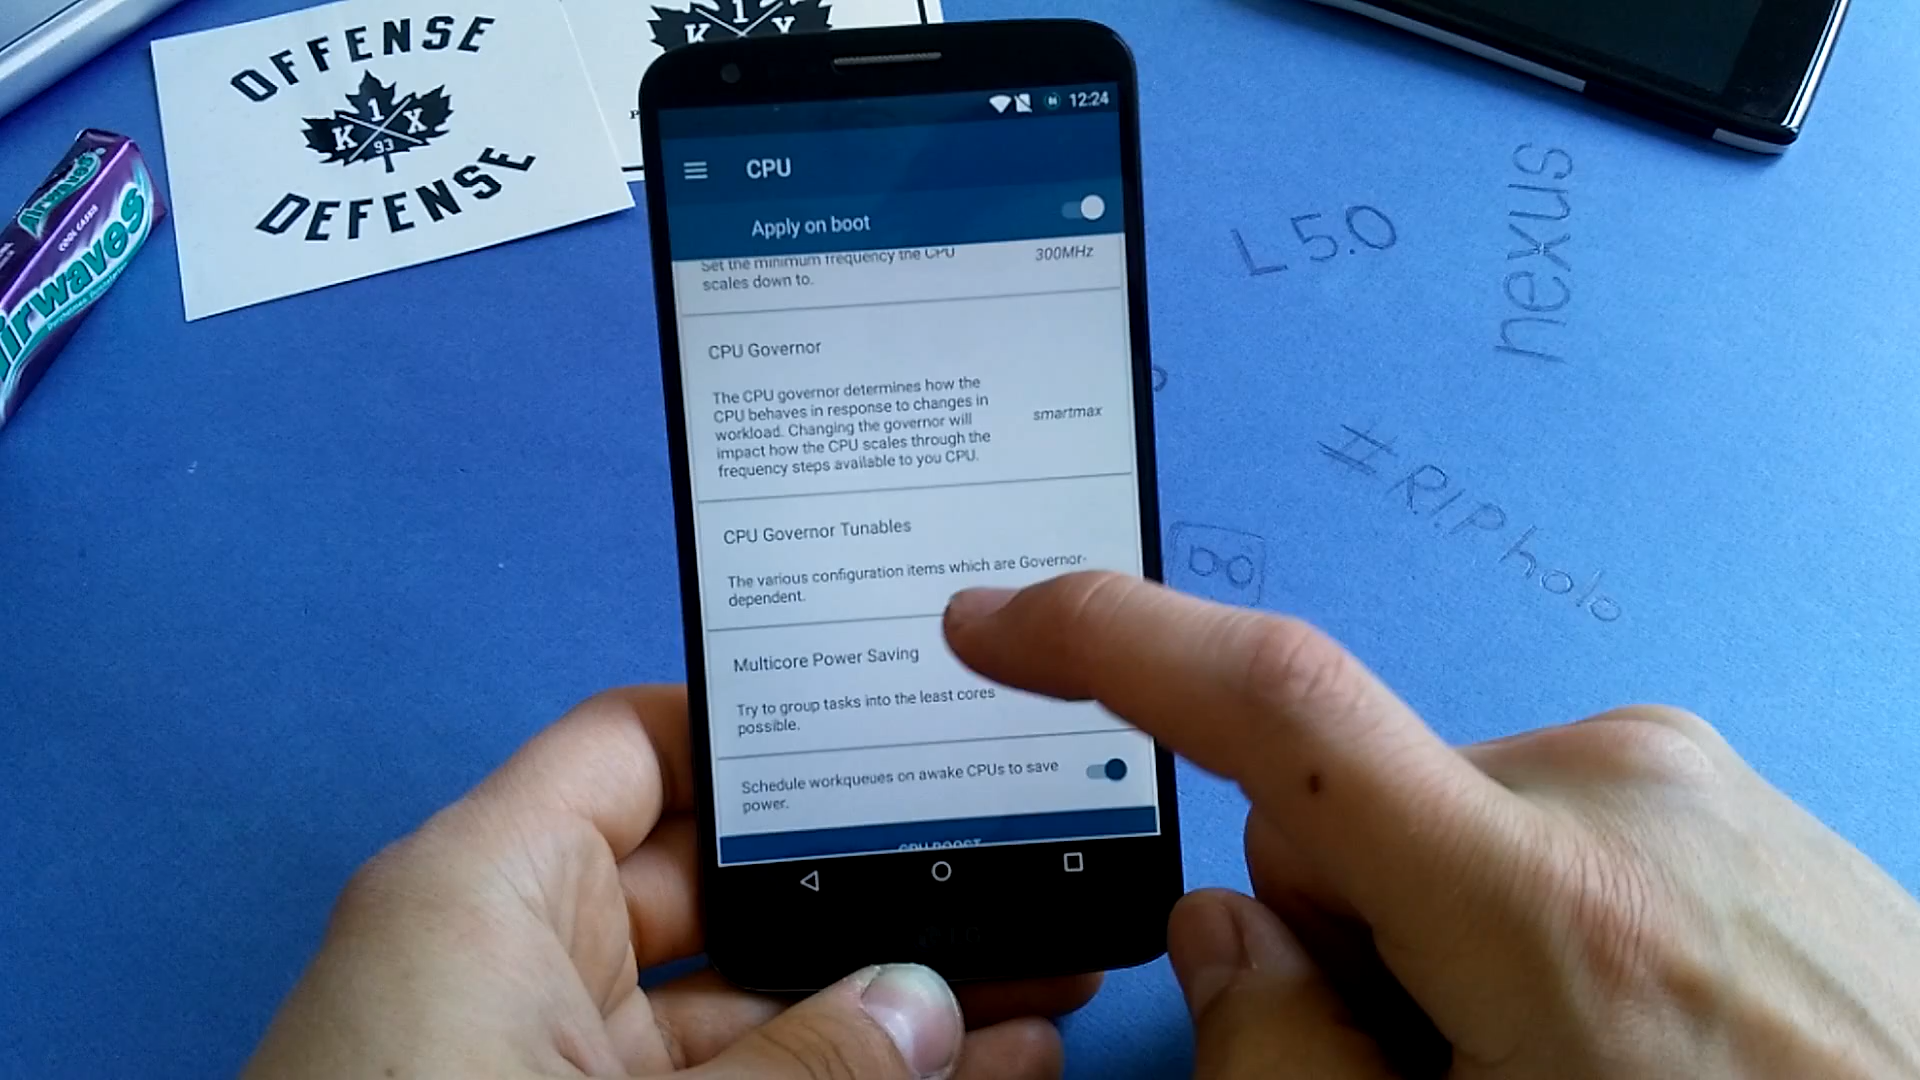 OFFENSE
K 1 X
93
DEFENSE
K 1 X
Airwaves
COOL CASSIS
airwaves
12:24
CPU
Apply on boot
Set the minimum frequency the CPU
scales down to.
300MHz
CPU Governor
The CPU governor determines how the
CPU behaves in response to changes in
workload. Changing the governor will
impact how the CPU scales through the
frequency steps available to you CPU.
smartmax
CPU Governor Tunables
The various configuration items which are Governor-
dependent.
Multicore Power Saving
Try to group tasks into the least cores
possible.
Schedule workqueues on awake CPUs to save
power.
CPU BOOST
L 5.0
nexus
#R.I.P holo